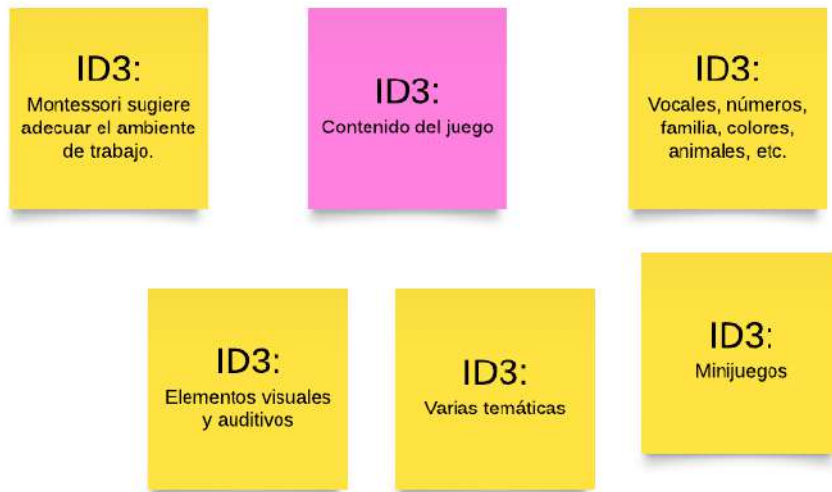 ID3:
Montessori sugiere
adecuar el ambiente
de trabajo.
ID3:
Contenido del juego
ID3:
Vocales, números,
familia, colores,
animales, etc.
ID3:
Elementos visuales
y auditivos
ID3:
Varias temáticas
ID3:
Minijuegos